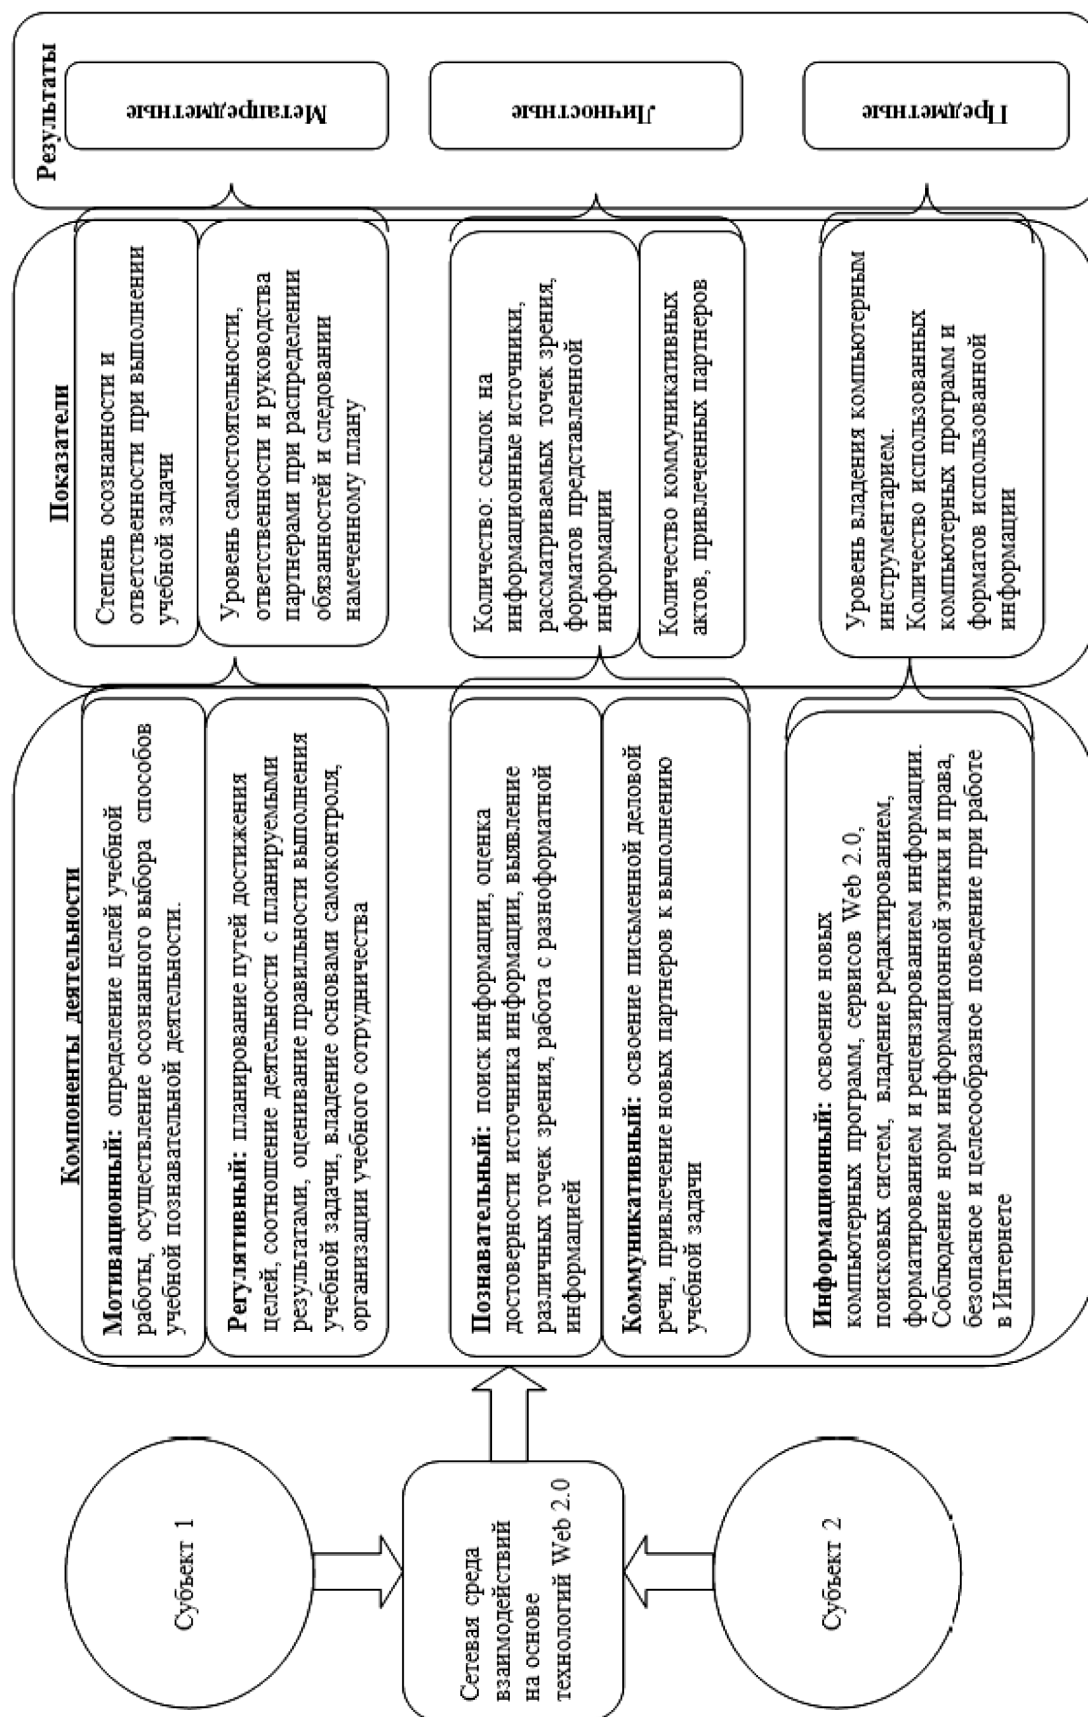 Субъект 1
Сетевая среда
взаимодействий
на основе
технологий Web 2.0
Субъект 2
Компоненты деятельности
Мотивационный: определение целей учебной
работы, осуществление осознанного выбора способов
учебной познавательной деятельности.
Регулятивный: планирование путей достижения
целей, соотношение деятельности с планируемыми
результатами, оценивание правильности выполнения
учебной задачи, владение основами самоконтроля,
организации учебного сотрудничества
Познавательный: поиск информации, оценка
достоверности источника информации, выявление
различных точек зрения, работа с разноформатной
информацией
Коммуникативный: освоение письменной деловой
речи, привлечение новых партнеров к выполнению
учебной задачи
Информационный: освоение новых
компьютерных программ, сервисов Web 2.0,
поисковых систем, владение редактированием,
форматированием и рецензированием информации.
Соблюдение норм информационной этики и права,
безопасное и целесообразное поведение при работе
в Интернете
Показатели
Степень осознанности и
ответственности при выполнении
учебной задачи
Уровень самостоятельности,
ответственности и руководства
партнерами при распределении
обязанностей и следовании
намеченному плану
Количество: ссылок на
информационные источники,
рассматриваемых точек зрения,
форматов представленной
информации
Количество коммуникативных
актов, привлеченных партнеров
Уровень владения компьютерным
инструментарием.
Количество использованных
компьютерных программ и
форматов использованной
информации
Результаты
Метапредметные
Личностные
Предметные